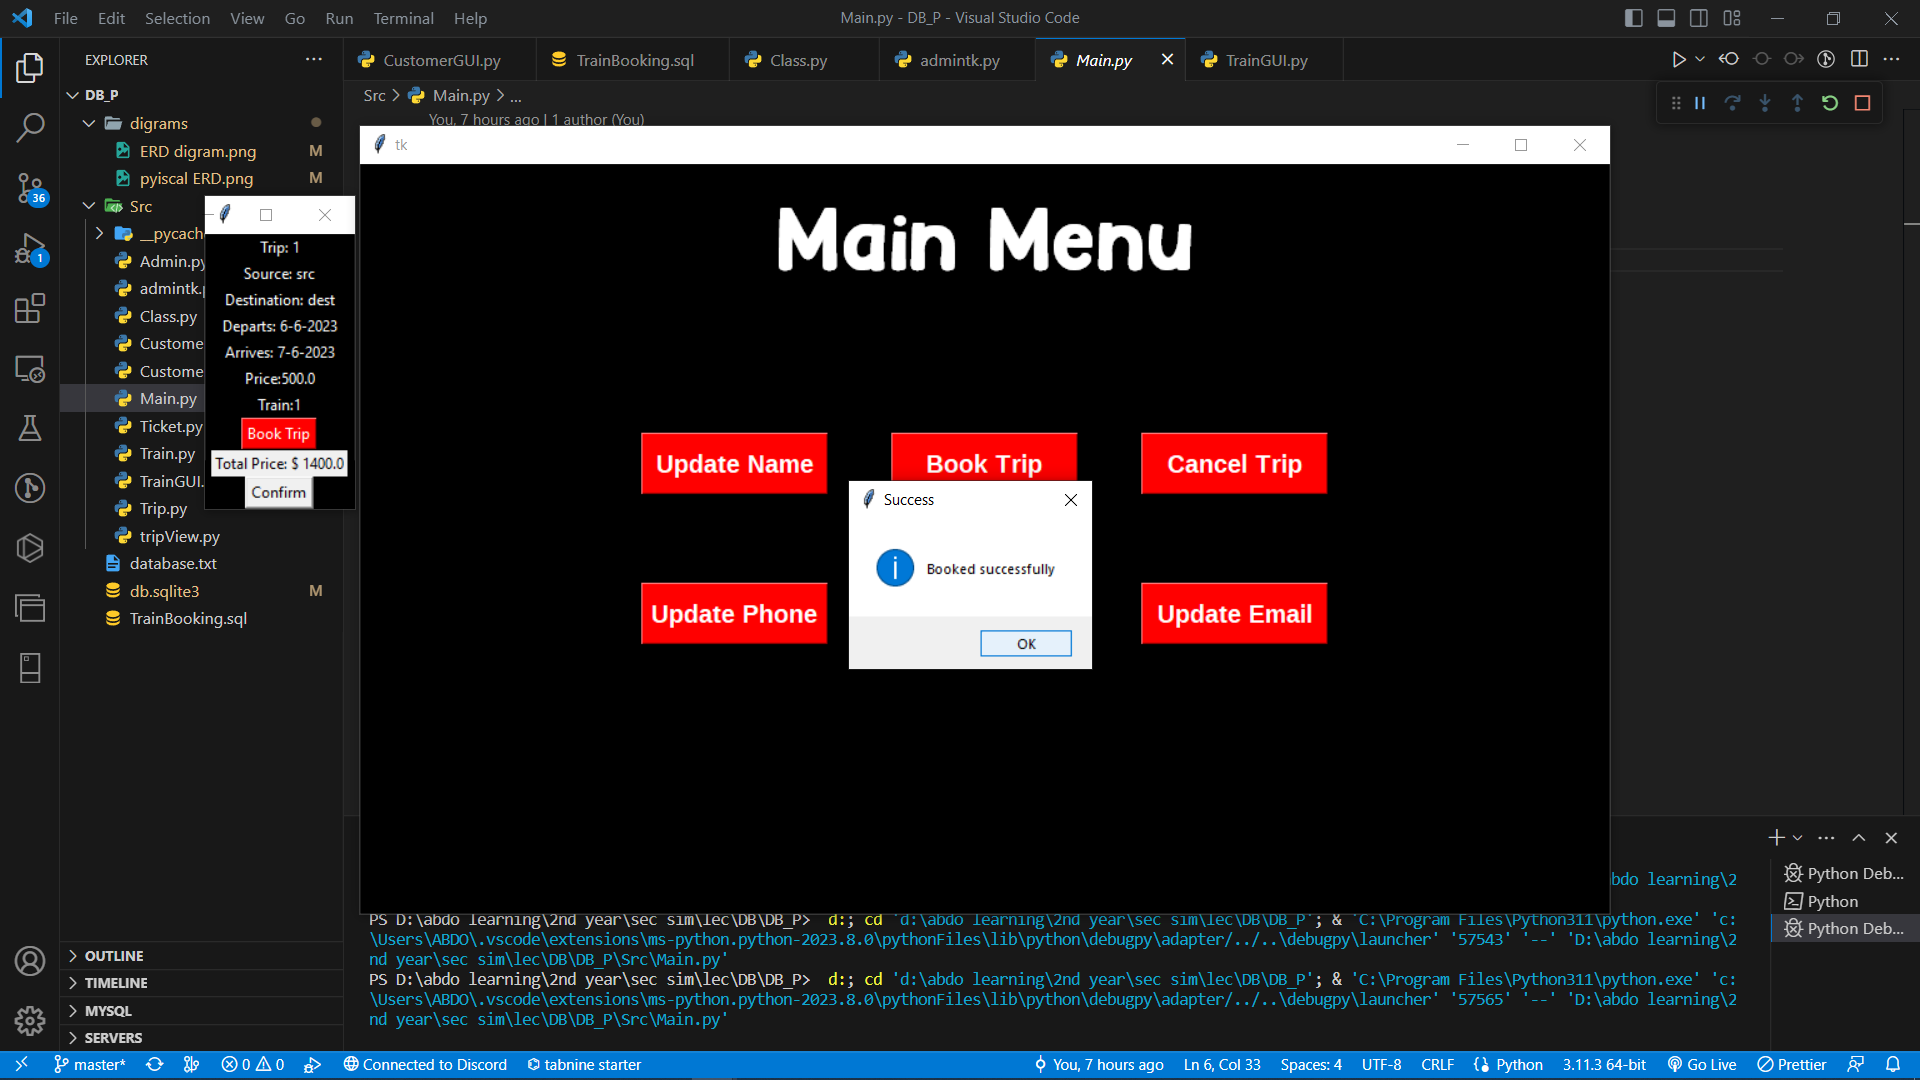 File Edit Selection View Go Run Terminal Help
Main.py - DB_P - Visual Studio Code
EXPLORER
CustomerGUI.py
TrainBooking.sql
Class.py
admintk.py
Main.py
TrainGUI.py
DB_P
Src > Main.py > ...
You, 7 hours ago | 1 author (You)
digrams
ERD digram.png M
pyiscal ERD.png M
Src
__pycach
Admin.py
admintk.p
Class.py
Custome
Custome
Main.py
Ticket.py
Train.py
TrainGUI.
Trip.py
tripView.py
database.txt
db.sqlite3 M
TrainBooking.sql
36
1
Trip: 1
Source: src
Destination: dest
Departs: 6-6-2023
Arrives: 7-6-2023
Price:500.0
Train:1
Book Trip
Total Price: $ 1400.0
Confirm
tk
Main Menu
Update Name
Book Trip
Cancel Trip
Update Phone
Update Email
Success
Booked successfully
OK
bdo learning\2
PS D:\abdo learning\2nd year\sec sim\lec\DB\DB_P> d:; cd 'd:\abdo learning\2nd year\sec sim\lec\DB\DB_P'; & 'C:\Program Files\Python311\python.exe' 'c:
\Users\ABDO\.vscode\extensions\ms-python.python-2023.8.0\pythonFiles\lib\python\debugpy\adapter/../..\debugpy\launcher' '57543' '--' 'D:\abdo learning\2
nd year\sec sim\lec\DB\DB_P\Src\Main.py'
PS D:\abdo learning\2nd year\sec sim\lec\DB\DB_P> d:; cd 'd:\abdo learning\2nd year\sec sim\lec\DB\DB_P'; & 'C:\Program Files\Python311\python.exe' 'c:
\Users\ABDO\.vscode\extensions\ms-python.python-2023.8.0\pythonFiles\lib\python\debugpy\adapter/../..\debugpy\launcher' '57565' '--' 'D:\abdo learning\2
nd year\sec sim\lec\DB\DB_P\Src\Main.py'
Python Deb...
Python
Python Deb...
OUTLINE
TIMELINE
MYSQL
SERVERS
master* 0 0 Connected to Discord tabnine starter You, 7 hours ago Ln 6, Col 33 Spaces: 4 UTF-8 CRLF Python 3.11.3 64-bit Go Live Prettier